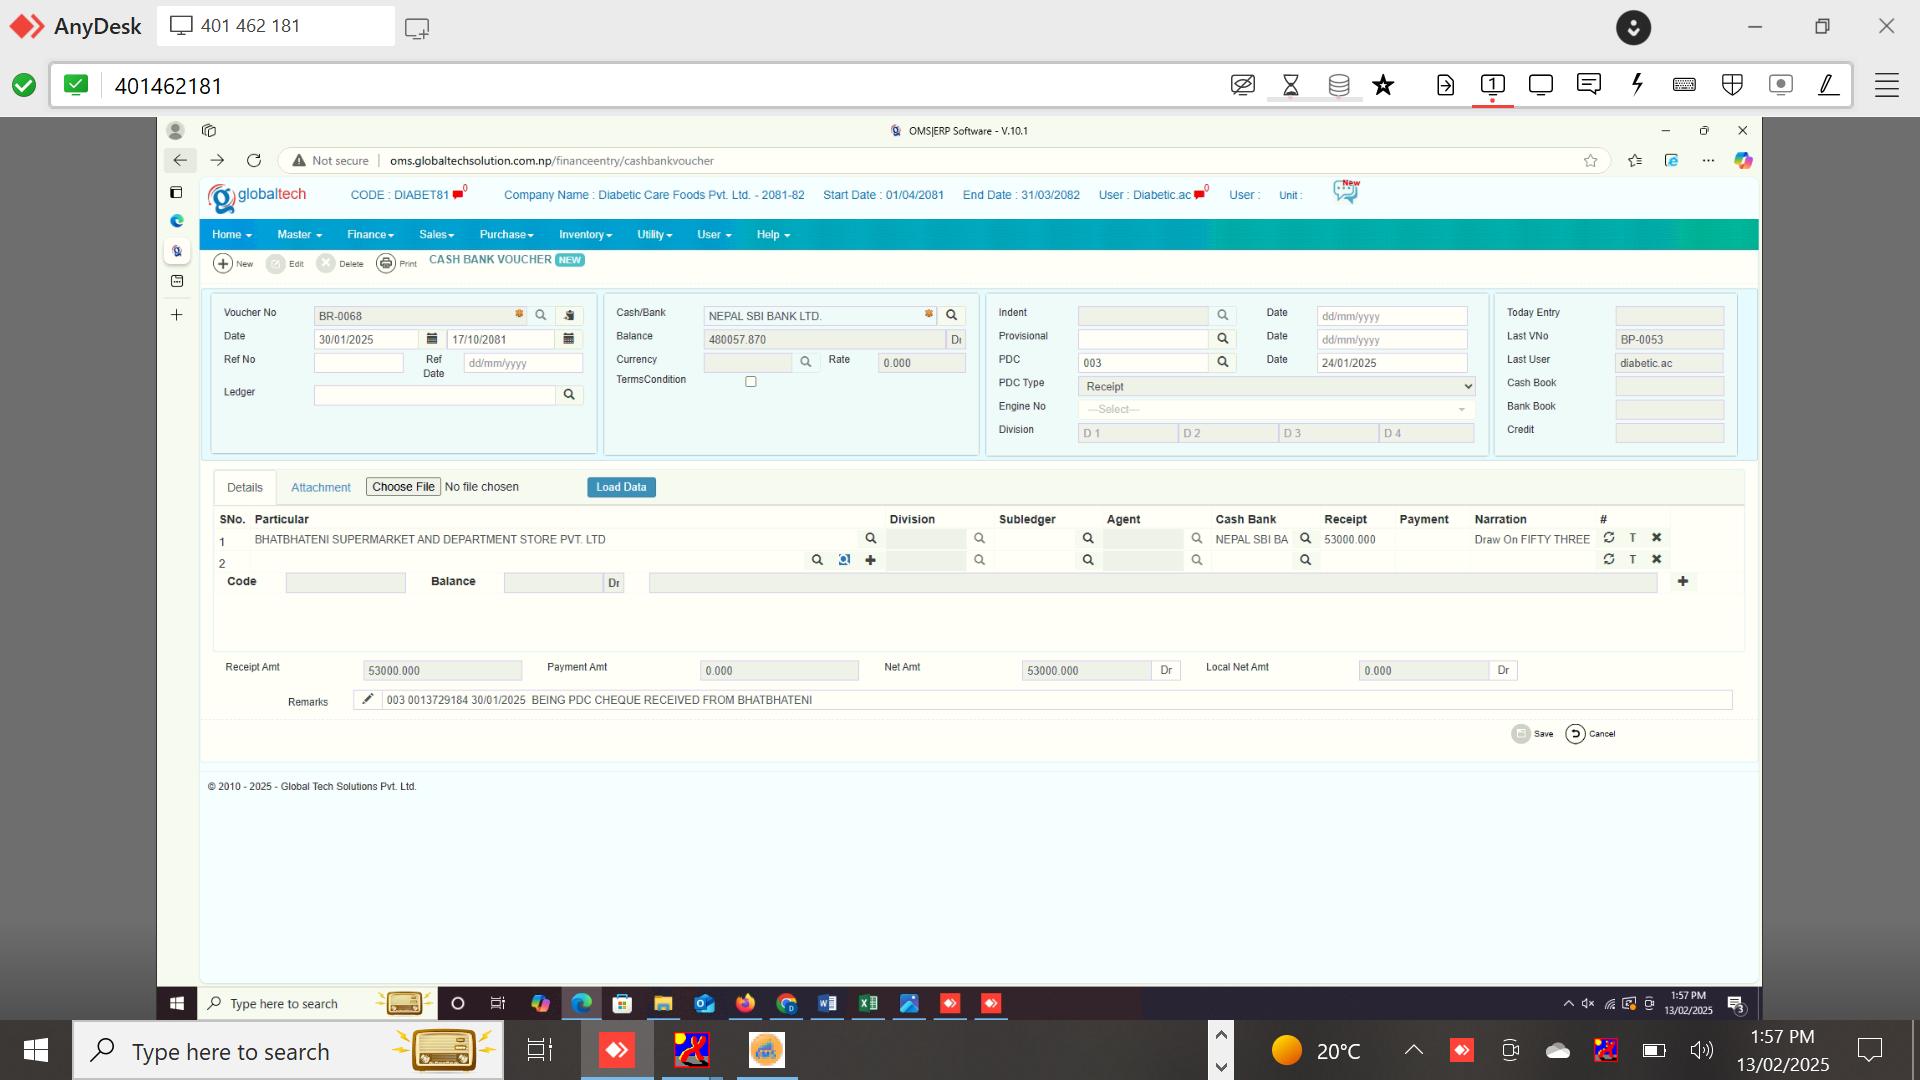 AnyDesk 401 462 181
401462181
OMS|ERP Software - V.10.1
Not secure oms.globaltechsolution.com.np/financeentry/cashbankvoucher
globaltech CODE : DIABET81 0 Company Name : Diabetic Care Foods Pvt. Ltd. - 2081-82 Start Date : 01/04/2081 End Date : 31/03/2082 User : Diabetic.ac 0 User : Unit : New
Home Master Finance Sales Purchase Inventory Utility User Help
New Edit Delete Print CASH BANK VOUCHER NEW
Voucher No BR-0068 Cash/Bank NEPAL SBI BANK LTD. Indent Date dd/mm/yyyy Today Entry
Date 30/01/2025 17/10/2081 Balance 480057.870 Dr Provisional Date dd/mm/yyyy Last VNo BP-0053
Ref No Ref Date dd/mm/yyyy Currency Rate 0.000 PDC 003 Date 24/01/2025 Last User diabetic.ac
TermsCondition PDC Type Receipt Cash Book
Ledger Engine No ---Select--- Bank Book
Division D 1 D 2 D 3 D 4 Credit
Details Attachment Choose File No file chosen Load Data
SNo. Particular Division Subledger Agent Cash Bank Receipt Payment Narration #
1 BHATBHATENI SUPERMARKET AND DEPARTMENT STORE PVT. LTD NEPAL SBI BA 53000.000 Draw On FIFTY THREE T
2 T
Code Balance Dr
Receipt Amt 53000.000 Payment Amt 0.000 Net Amt 53000.000 Dr Local Net Amt 0.000 Dr
Remarks 003 0013729184 30/01/2025 BEING PDC CHEQUE RECEIVED FROM BHATBHATENI
Save Cancel
© 2010 - 2025 - Global Tech Solutions Pvt. Ltd.
Type here to search 1:57 PM
13/02/2025 3
Type here to search 20°C 1:57 PM
13/02/2025